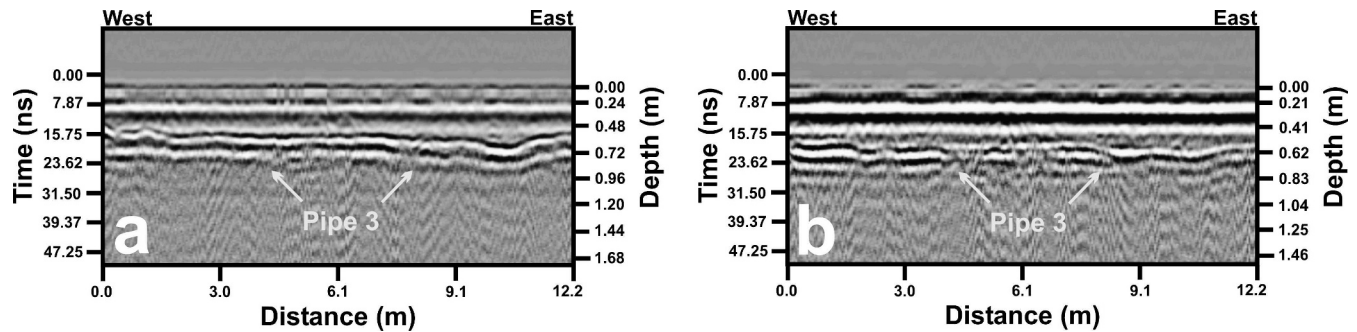 West East
0.00
7.87
15.75
23.62
31.50
39.37
47.25
Time (ns)
0.00
0.24
0.48
0.72
0.96
1.20
1.44
1.68
Depth (m)
Pipe 3
a
0.0 3.0 6.1 9.1 12.2
Distance (m)
West East
0.00
7.87
15.75
23.62
31.50
39.37
47.25
Time (ns)
0.00
0.21
0.41
0.62
0.83
1.04
1.25
1.46
Depth (m)
Pipe 3
b
0.0 3.0 6.1 9.1 12.2
Distance (m)